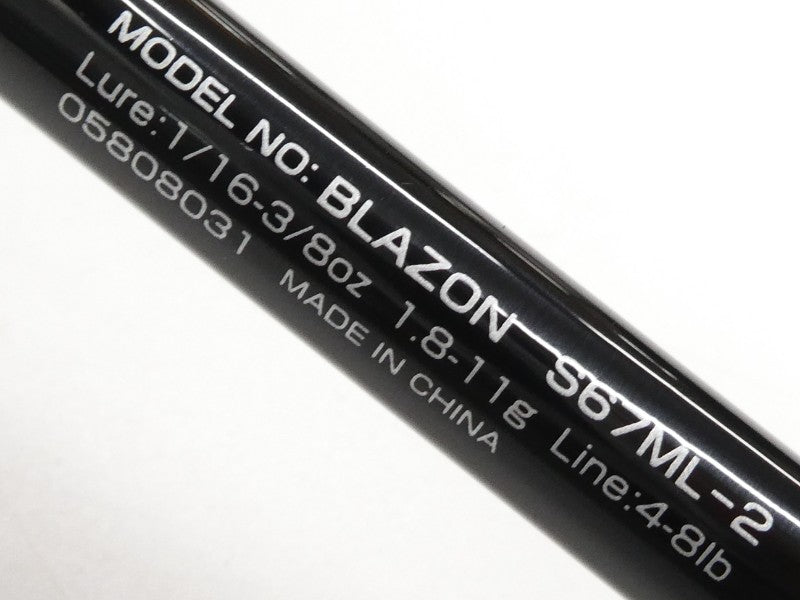 MODEL NO: BLAZON S67ML-2
Lure:1/16-3/8oz 1.8-11g Line:4-8lb
05808031 MADE IN CHINA